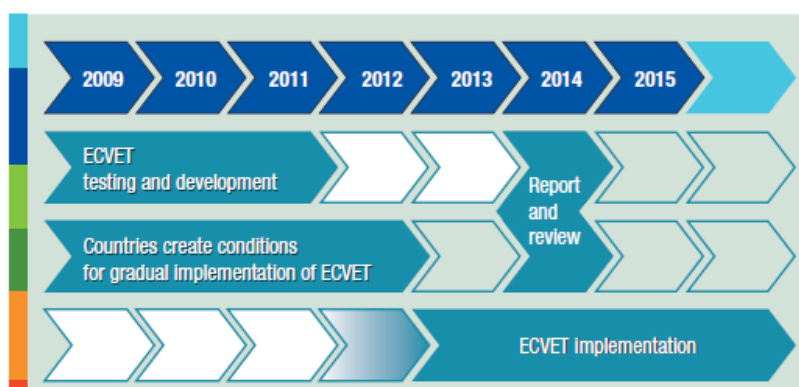 2009 2010 2011 2012 2013 2014 2015
ECVET
testing and development
Report
and
review
Countries create conditions
for gradual implementation of ECVET
ECVET implementation